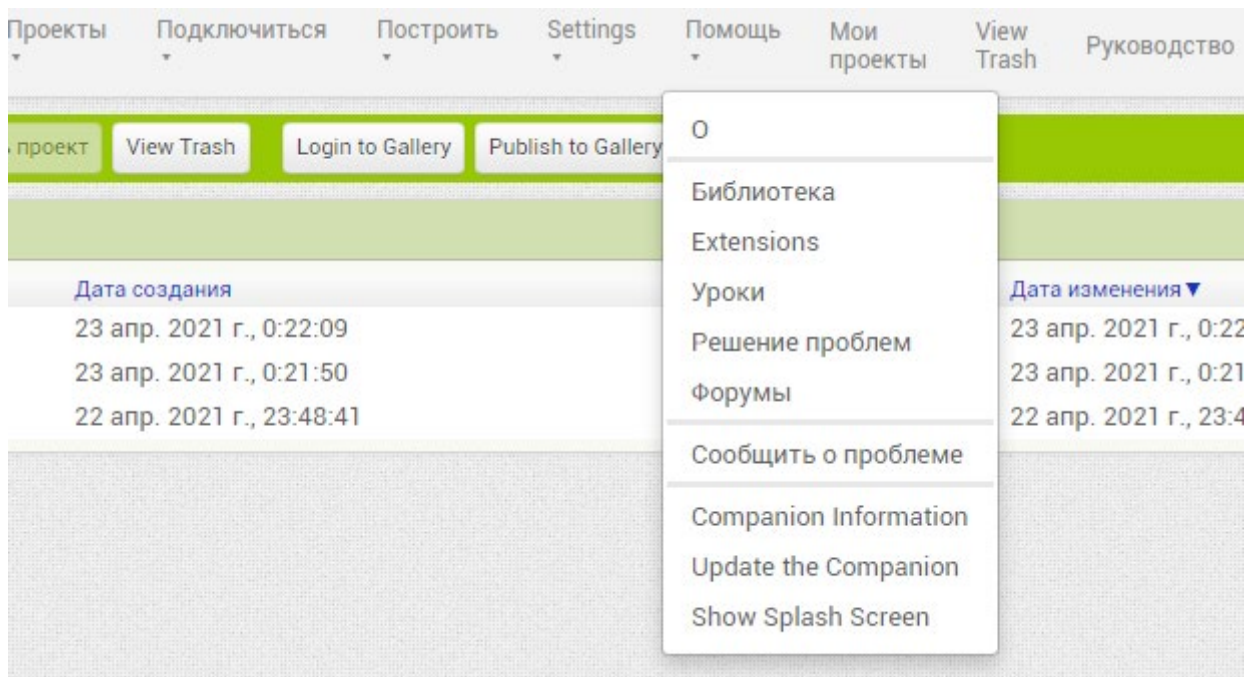 Проекты Подключиться Построить Settings Помощь Мои проекты View Trash Руководство
проект View Trash Login to Gallery Publish to Gallery
О
Библиотека
Extensions
Уроки
Решение проблем
Форумы
Сообщить о проблеме
Companion Information
Update the Companion
Show Splash Screen
Дата создания Дата изменения▼
23 апр. 2021 г., 0:22:09 23 апр. 2021 г., 0:22
23 апр. 2021 г., 0:21:50 23 апр. 2021 г., 0:21
22 апр. 2021 г., 23:48:41 22 апр. 2021 г., 23:4